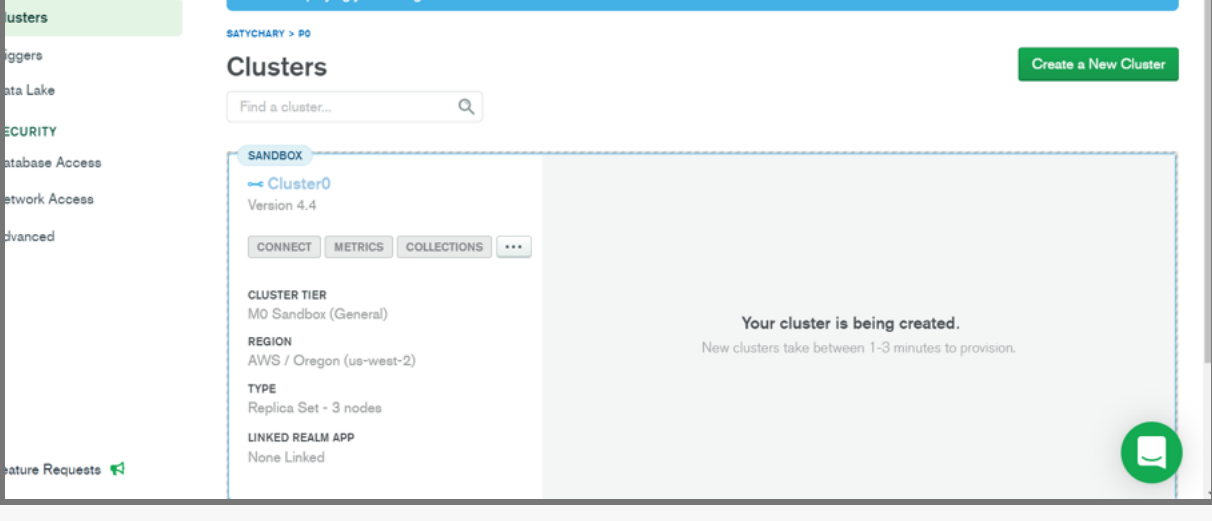 lusters
iggers
ata Lake
ECURITY
atabase Access
etwork Access
dvanced
eature Requests
SATYCHARY > P0
Clusters
Create a New Cluster
Find a cluster...
SANDBOX
Cluster0
Version 4.4
CONNECT METRICS COLLECTIONS ...
CLUSTER TIER
M0 Sandbox (General)
REGION
AWS / Oregon (us-west-2)
TYPE
Replica Set - 3 nodes
LINKED REALM APP
None Linked
Your cluster is being created.
New clusters take between 1-3 minutes to provision.